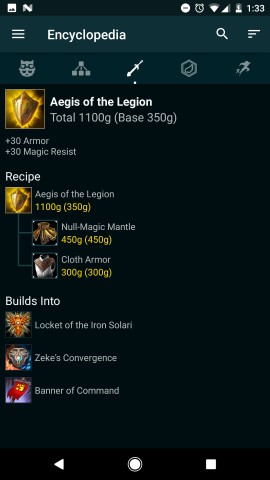 1:33
Encyclopedia
Aegis of the Legion
Total 1100g (Base 350g)
+30 Armor
+30 Magic Resist
Recipe
Aegis of the Legion
1100g (350g)
Null-Magic Mantle
450g (450g)
Cloth Armor
300g (300g)
Builds Into
Locket of the Iron Solari
Zeke's Convergence
Banner of Command